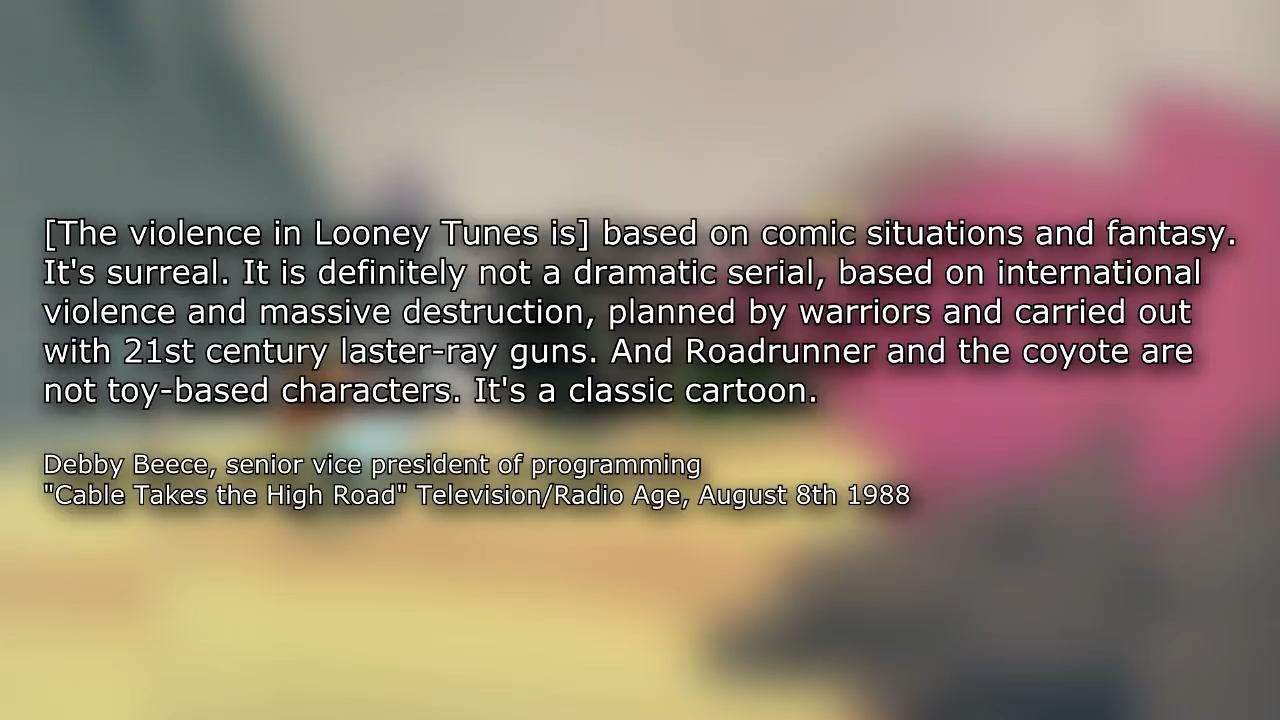 [The violence in Looney Tunes is] based on comic situations and fantasy.
It's surreal. It is definitely not a dramatic serial, based on international
violence and massive destruction, planned by warriors and carried out
with 21st century laster-ray guns. And Roadrunner and the coyote are
not toy-based characters. It's a classic cartoon.
Debby Beece, senior vice president of programming
"Cable Takes the High Road" Television/Radio Age, August 8th 1988